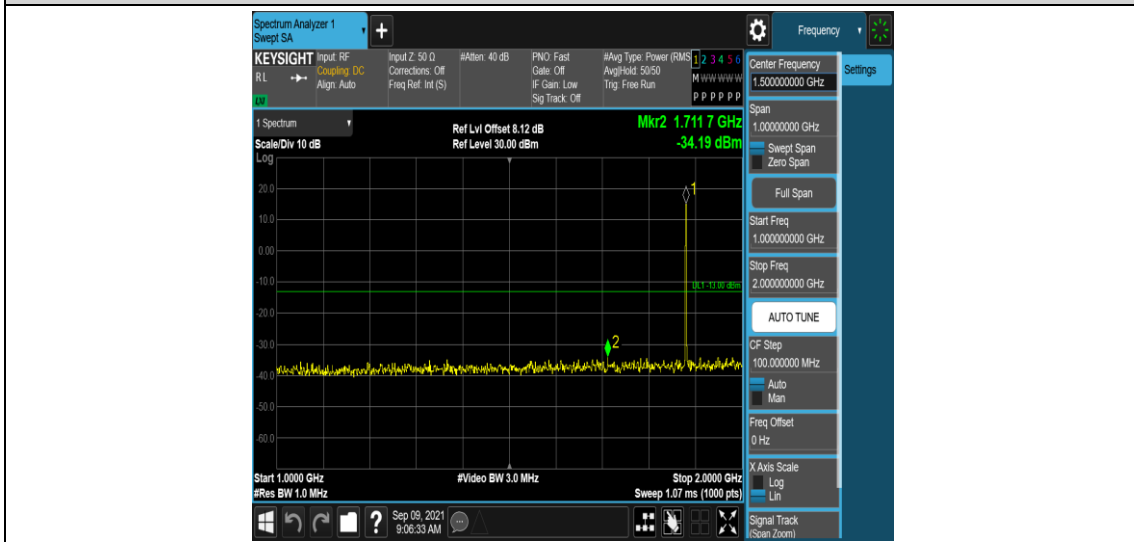 Spectrum Analyzer 1
Swept SA
+
Frequency
KEYSIGHT
RL
LXI
Input: RF
Coupling: DC
Align: Auto
Input Z: 50 Ω
Corrections: Off
Freq Ref: Int (S)
#Atten: 40 dB
PNO: Fast
Gate: Off
IF Gain: Low
Sig Track: Off
#Avg Type: Power (RMS
Avg|Hold: 50/50
Trig: Free Run
1 2 3 4 5 6
M W W W W W
P P P P P P
Center Frequency
1.500000000 GHz
Settings
Span
1.00000000 GHz
Swept Span
Zero Span
Full Span
Start Freq
1.000000000 GHz
Stop Freq
2.000000000 GHz
AUTO TUNE
CF Step
100.000000 MHz
Auto
Man
Freq Offset
0 Hz
X Axis Scale
Log
Lin
Signal Track
(Span Zoom)
1 Spectrum
Scale/Div 10 dB
Log
Ref Lvl Offset 8.12 dB
Ref Level 30.00 dBm
Mkr2 1.711 7 GHz
-34.19 dBm
20.0
10.0
0.00
-10.0
-20.0
-30.0
-40.0
-50.0
-60.0
1
DL1 -13.00 dBm
2
Start 1.0000 GHz
#Res BW 1.0 MHz
#Video BW 3.0 MHz
Stop 2.0000 GHz
Sweep 1.07 ms (1000 pts)
?
Sep 09, 2021
9:06:33 AM